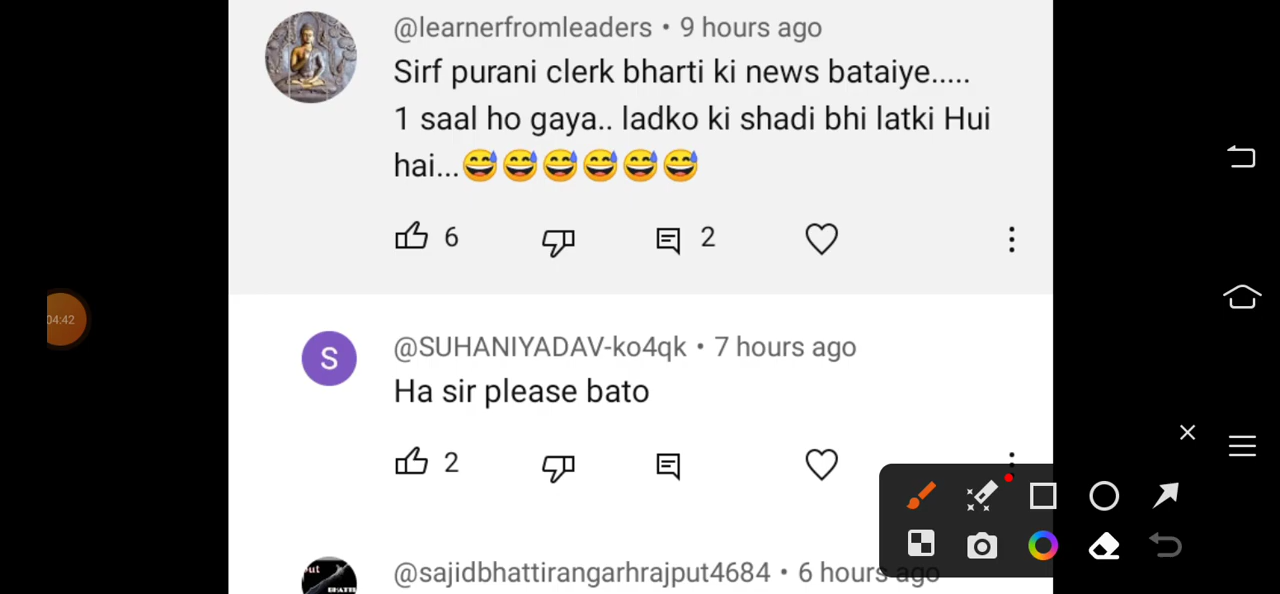 @learnerfromleaders • 9 hours ago
Sirf purani clerk bharti ki news bataiye.....
1 saal ho gaya.. ladko ki shadi bhi latki Hui
hai...😅😅😅😅😅😅
6 2
04:42
S
@SUHANIYADAV-ko4qk • 7 hours ago
Ha sir please bato
2
@sajidbhattirangarhrajput4684 • 6 hours ago